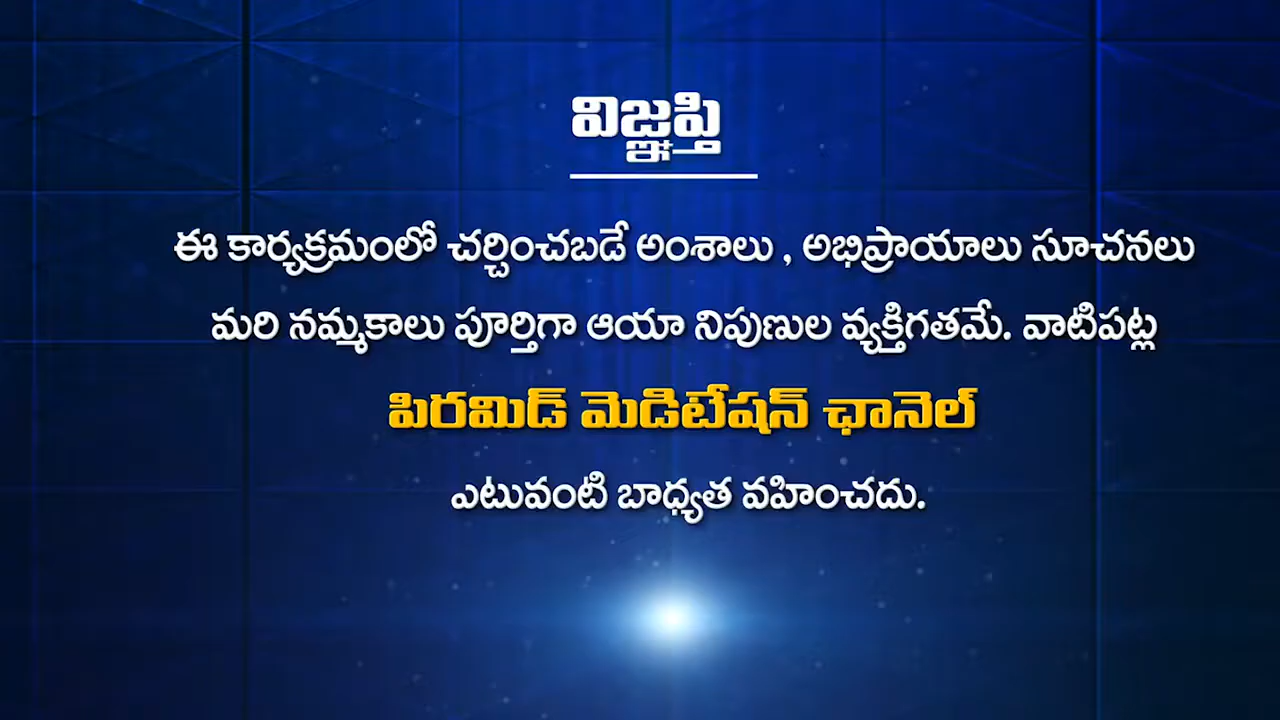 విజ్ఞప్తి
ఈ కార్యక్రమంలో చర్చించబడే అంశాలు , అభిప్రాయాలు సూచనలు
మరి నమ్మకాలు పూర్తిగా ఆయా నిపుణుల వ్యక్తిగతమే. వాటిపట్ల
పిరమిడ్ మెడిటేషన్ ఛానెల్
ఎటువంటి బాధ్యత వహించదు.